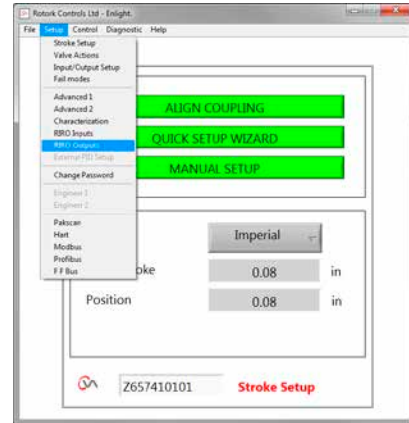 Rotork Controls Ltd - Enlight.
File Setup Control Diagnostic Help
Stroke Setup
Valve Actions
Input/Output Setup
Fail modes
Advanced 1
Advanced 2
Characterization
RIRO Inputs
RIRO Outputs
External PID Setup
Change Password
Engineer 1
Engineer 2
Pakscan
Hart
Modbus
Profibus
F F Bus
ALIGN COUPLING
QUICK SETUP WIZARD
MANUAL SETUP
Imperial
oke 0.08 in
Position 0.08 in
Z657410101 Stroke Setup